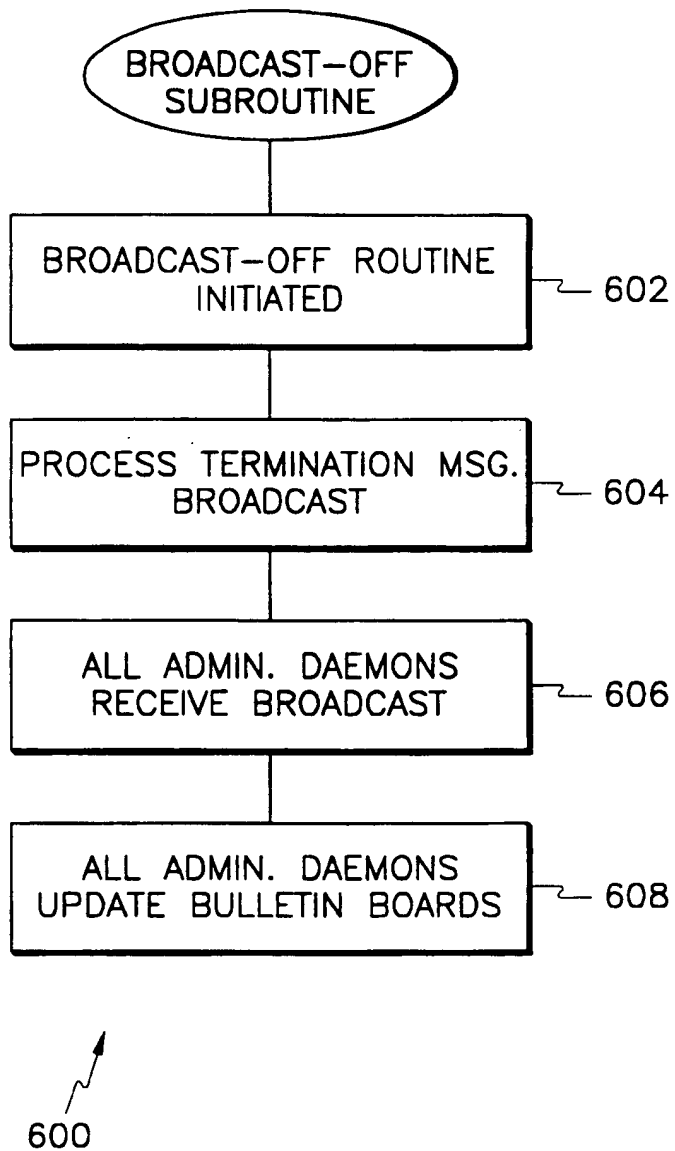 BROADCAST-OFF
SUBROUTINE
BROADCAST-OFF ROUTINE
INITIATED
602
PROCESS TERMINATION MSG.
BROADCAST
604
ALL ADMIN. DAEMONS
RECEIVE BROADCAST
606
ALL ADMIN. DAEMONS
UPDATE BULLETIN BOARDS
608
600